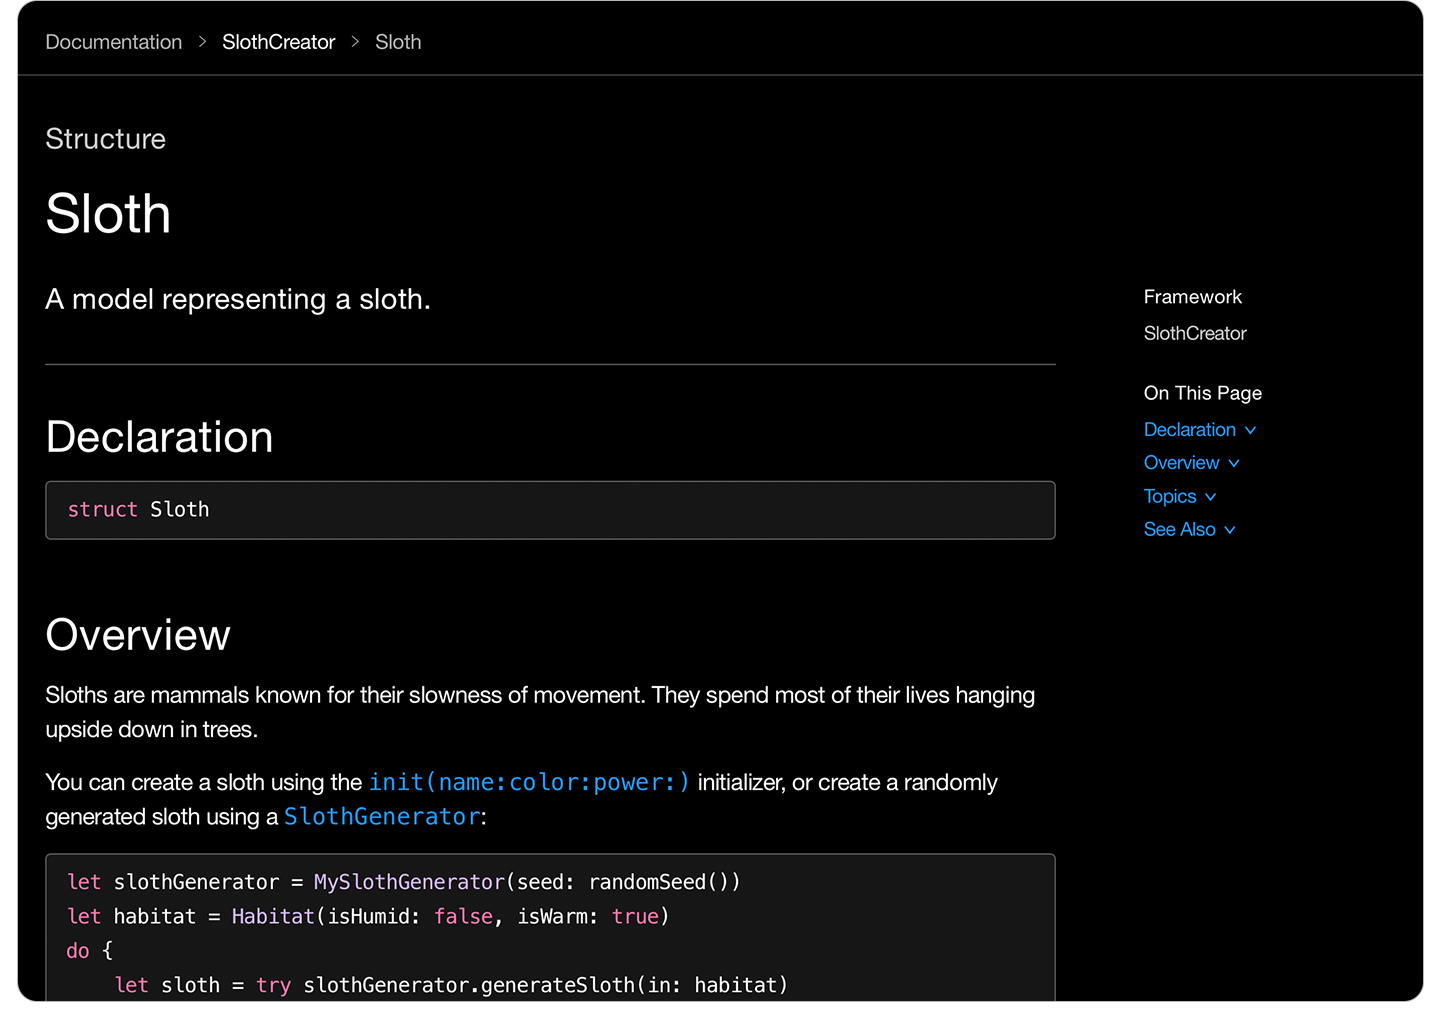 Documentation > SlothCreator > Sloth
Structure
Sloth
A model representing a sloth.
Declaration
struct Sloth
Overview
Sloths are mammals known for their slowness of movement. They spend most of their lives hanging
upside down in trees.
You can create a sloth using the init(name:color:power:) initializer, or create a randomly
generated sloth using a SlothGenerator:
let slothGenerator = MySlothGenerator(seed: randomSeed())
let habitat = Habitat(isHumid: false, isWarm: true)
do {
    let sloth = try slothGenerator.generateSloth(in: habitat)
Framework
SlothCreator
On This Page
Declaration
Overview
Topics
See Also